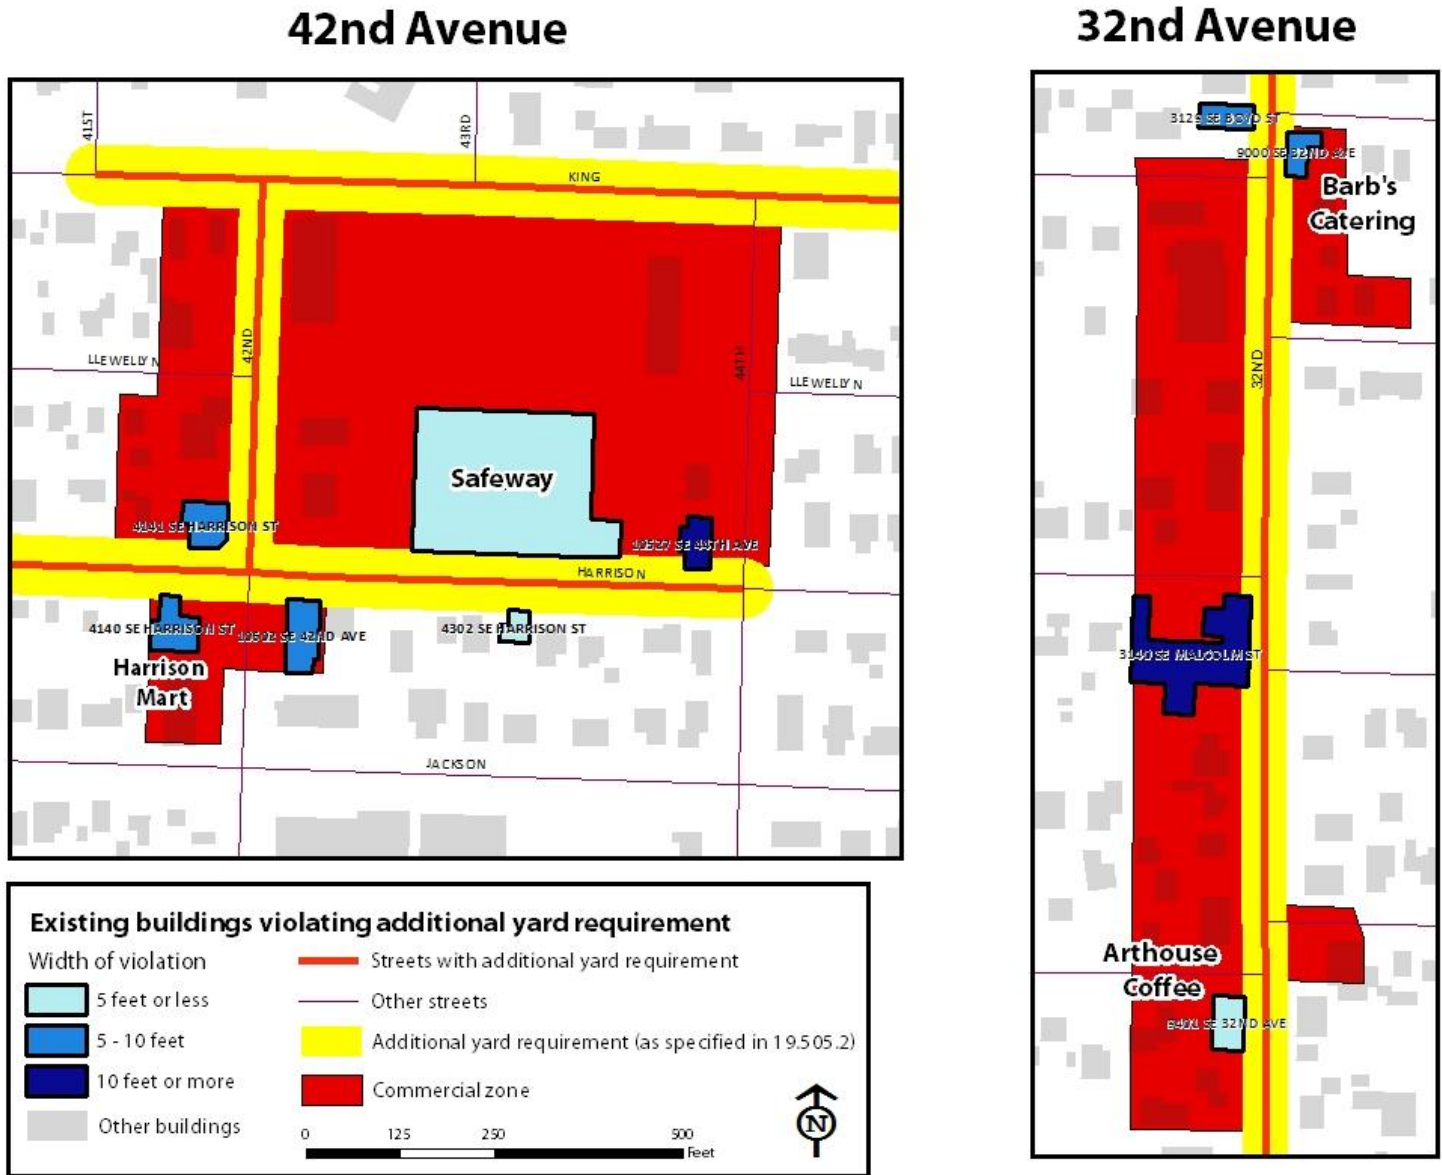 42nd Avenue
32nd Avenue
41ST
43RD
KING
42ND
LLEWELLYN
44TH
LLEWELLYN
Safeway
4141 SE HARRISON ST
10527 SE 44TH AVE
HARRISON
4140 SE HARRISON ST
10502 SE 42ND AVE
4302 SE HARRISON ST
Harrison
Mart
JACKSON
3125 SE BOYD ST
9000 SE 32ND AVE
Barb's
Catering
32ND
3140 SE MALCOLM ST
Arthouse
Coffee
SE 32ND AVE
Existing buildings violating additional yard requirement
Width of violation
5 feet or less
5 - 10 feet
10 feet or more
Other buildings
Streets with additional yard requirement
Other streets
Additional yard requirement (as specified in 19.505.2)
Commercial zone
0 125 250 500
Feet
N